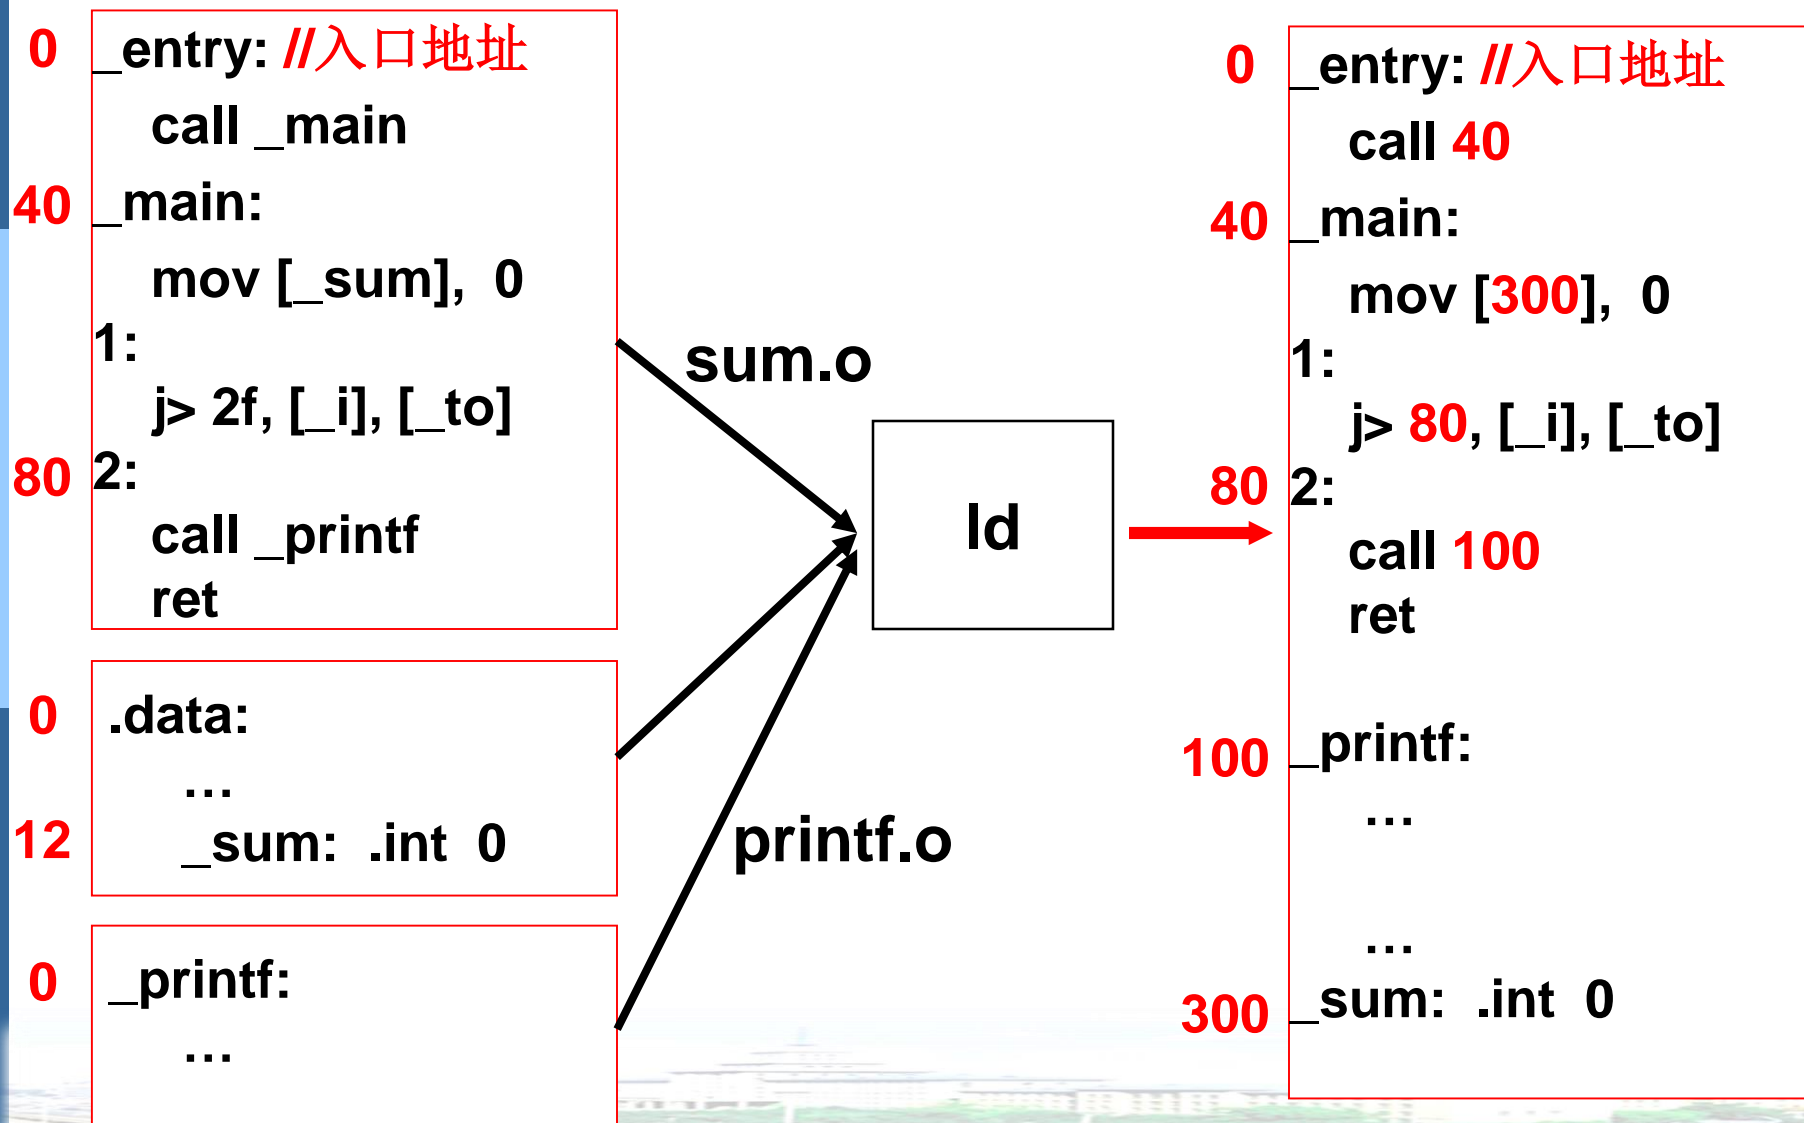 0 _entry: //入口地址
call _main
40 _main:
mov [_sum], 0
1:
j> 2f, [_i], [_to]
80 2:
call _printf
ret
0 .data:
…
12 _sum: .int 0
0 _printf:
…
sum.o
printf.o
ld
0 _entry: //入口地址
call 40
40 _main:
mov [300], 0
1:
j> 80, [_i], [_to]
80 2:
call 100
ret
100 _printf:
…
…
300 _sum: .int 0